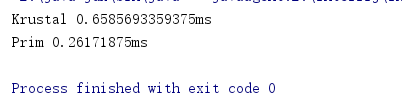 Krustal 0.6585693359375ms
Prim 0.26171875ms
Process finished with exit code 0